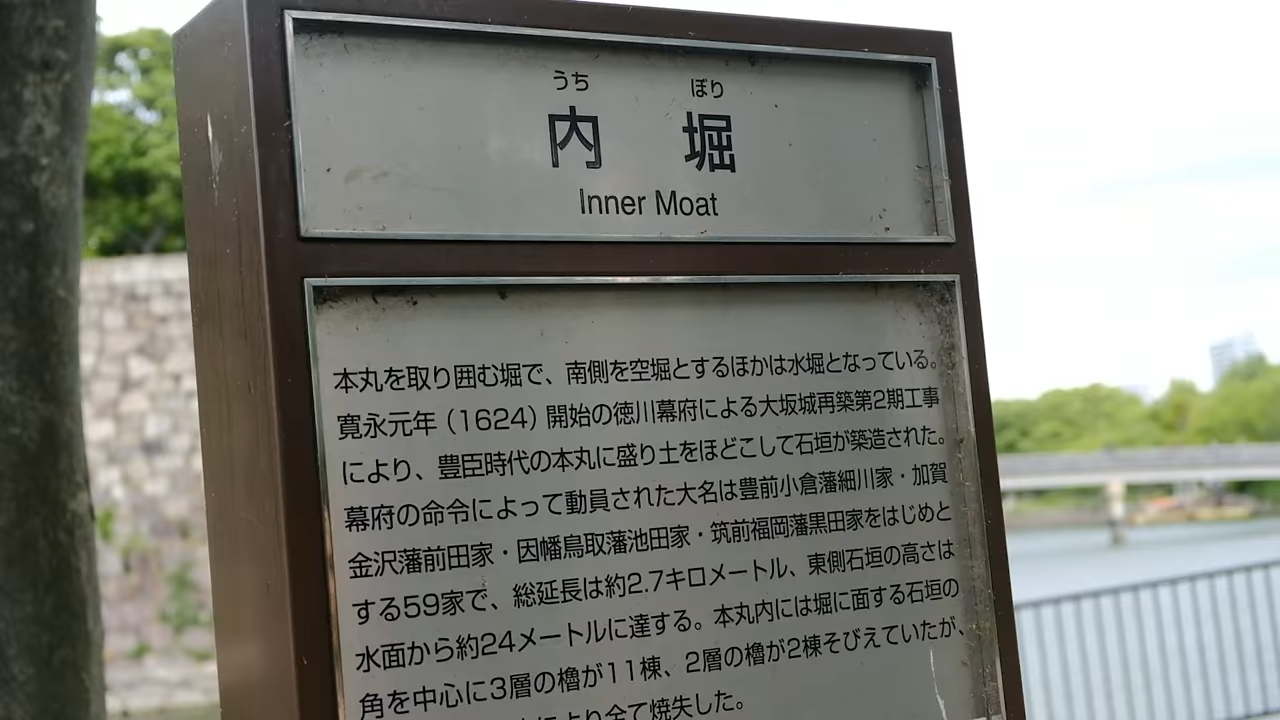 うち ぼり
内 堀
Inner Moat
本丸を取り囲む堀で、南側を空堀とするほかは水堀となっている。
寛永元年(1624)開始の徳川幕府による大坂城再築第2期工事
により、豊臣時代の本丸に盛り土をほどこして石垣が築造された。
幕府の命令によって動員された大名は豊前小倉藩細川家・加賀
金沢藩前田家・因幡鳥取藩池田家・筑前福岡藩黒田家をはじめと
する59家で、総延長は約2.7キロメートル、東側石垣の高さは
水面から約24メートルに達する。本丸内には堀に面する石垣の
角を中心に3層の櫓が11棟、2層の櫓が2棟そびえていたが、
により全て焼失した。